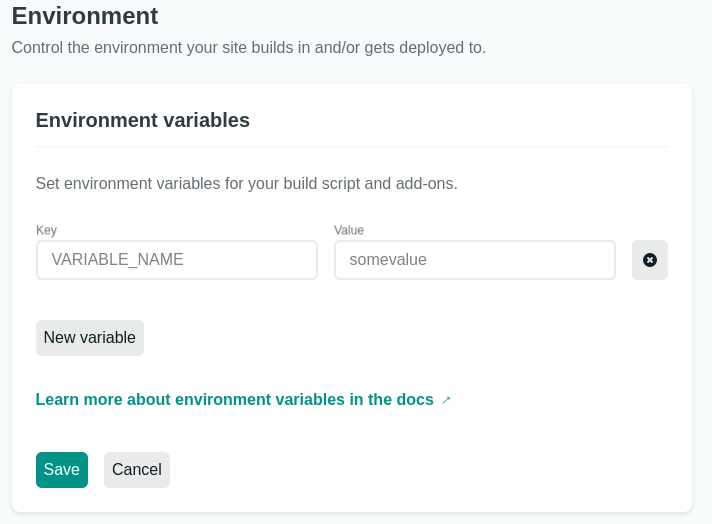 Environment
Control the environment your site builds in and/or gets deployed to.
Environment variables
Set environment variables for your build script and add-ons.
Key Value
VARIABLE_NAME somevalue
New variable
Learn more about environment variables in the docs ↗
Save Cancel